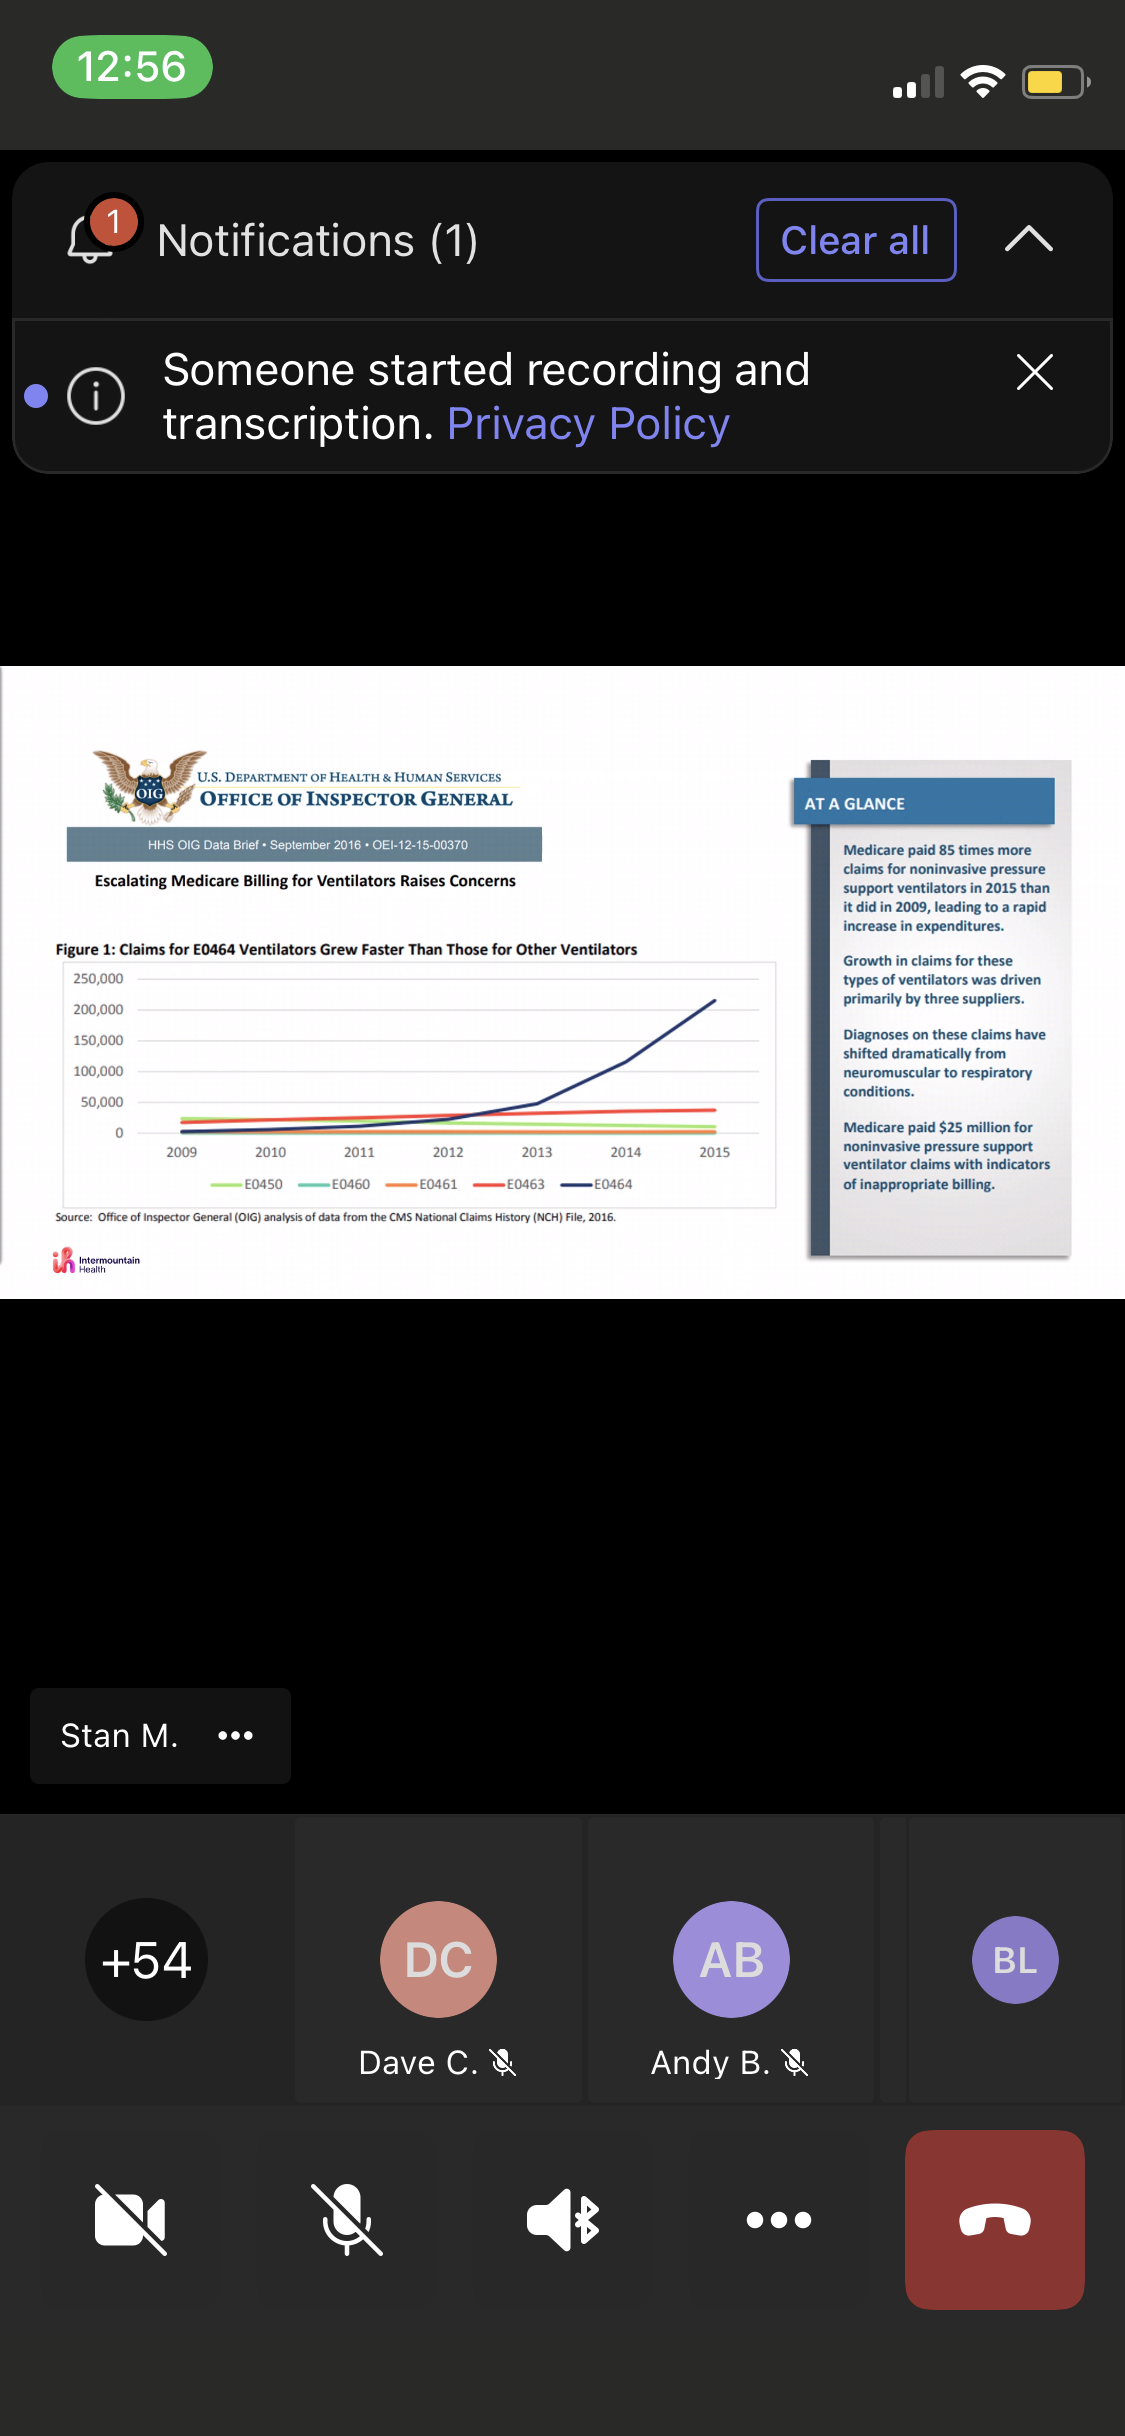 12:56
1
Notifications (1)
Clear all
Someone started recording and
transcription. Privacy Policy
OIG
U.S. DEPARTMENT OF HEALTH & HUMAN SERVICES
OFFICE OF INSPECTOR GENERAL
HHS OIG Data Brief • September 2016 • OEI-12-15-00370
Escalating Medicare Billing for Ventilators Raises Concerns
Figure 1: Claims for E0464 Ventilators Grew Faster Than Those for Other Ventilators
250,000
200,000
150,000
100,000
50,000
0
2009 2010 2011 2012 2013 2014 2015
E0450 E0460 E0461 E0463 E0464
Source: Office of Inspector General (OIG) analysis of data from the CMS National Claims History (NCH) File, 2016.
ih Intermountain
Health
AT A GLANCE
Medicare paid 85 times more
claims for noninvasive pressure
support ventilators in 2015 than
it did in 2009, leading to a rapid
increase in expenditures.
Growth in claims for these
types of ventilators was driven
primarily by three suppliers.
Diagnoses on these claims have
shifted dramatically from
neuromuscular to respiratory
conditions.
Medicare paid $25 million for
noninvasive pressure support
ventilator claims with indicators
of inappropriate billing.
Stan M.
+54
DC
AB
BL
Dave C.
Andy B.